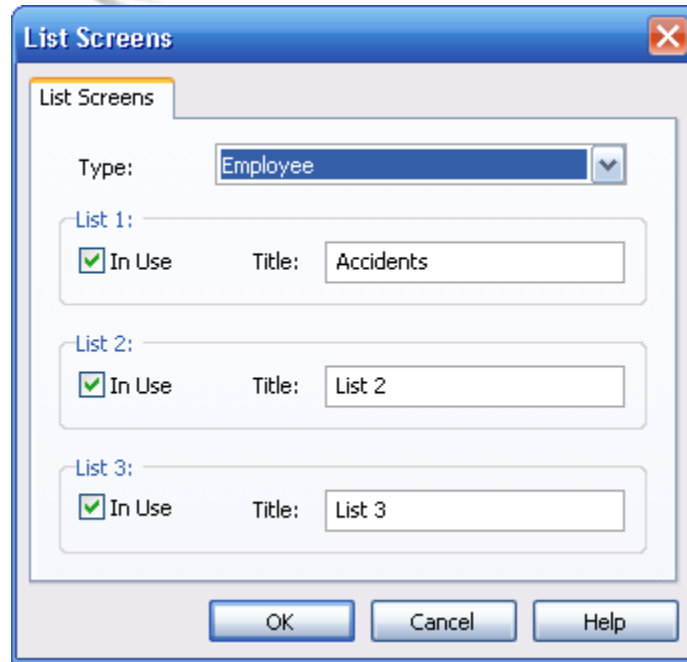 List Screens
List Screens
Type: Employee
List 1:
In Use Title: Accidents
List 2:
In Use Title: List 2
List 3:
In Use Title: List 3
OK Cancel Help